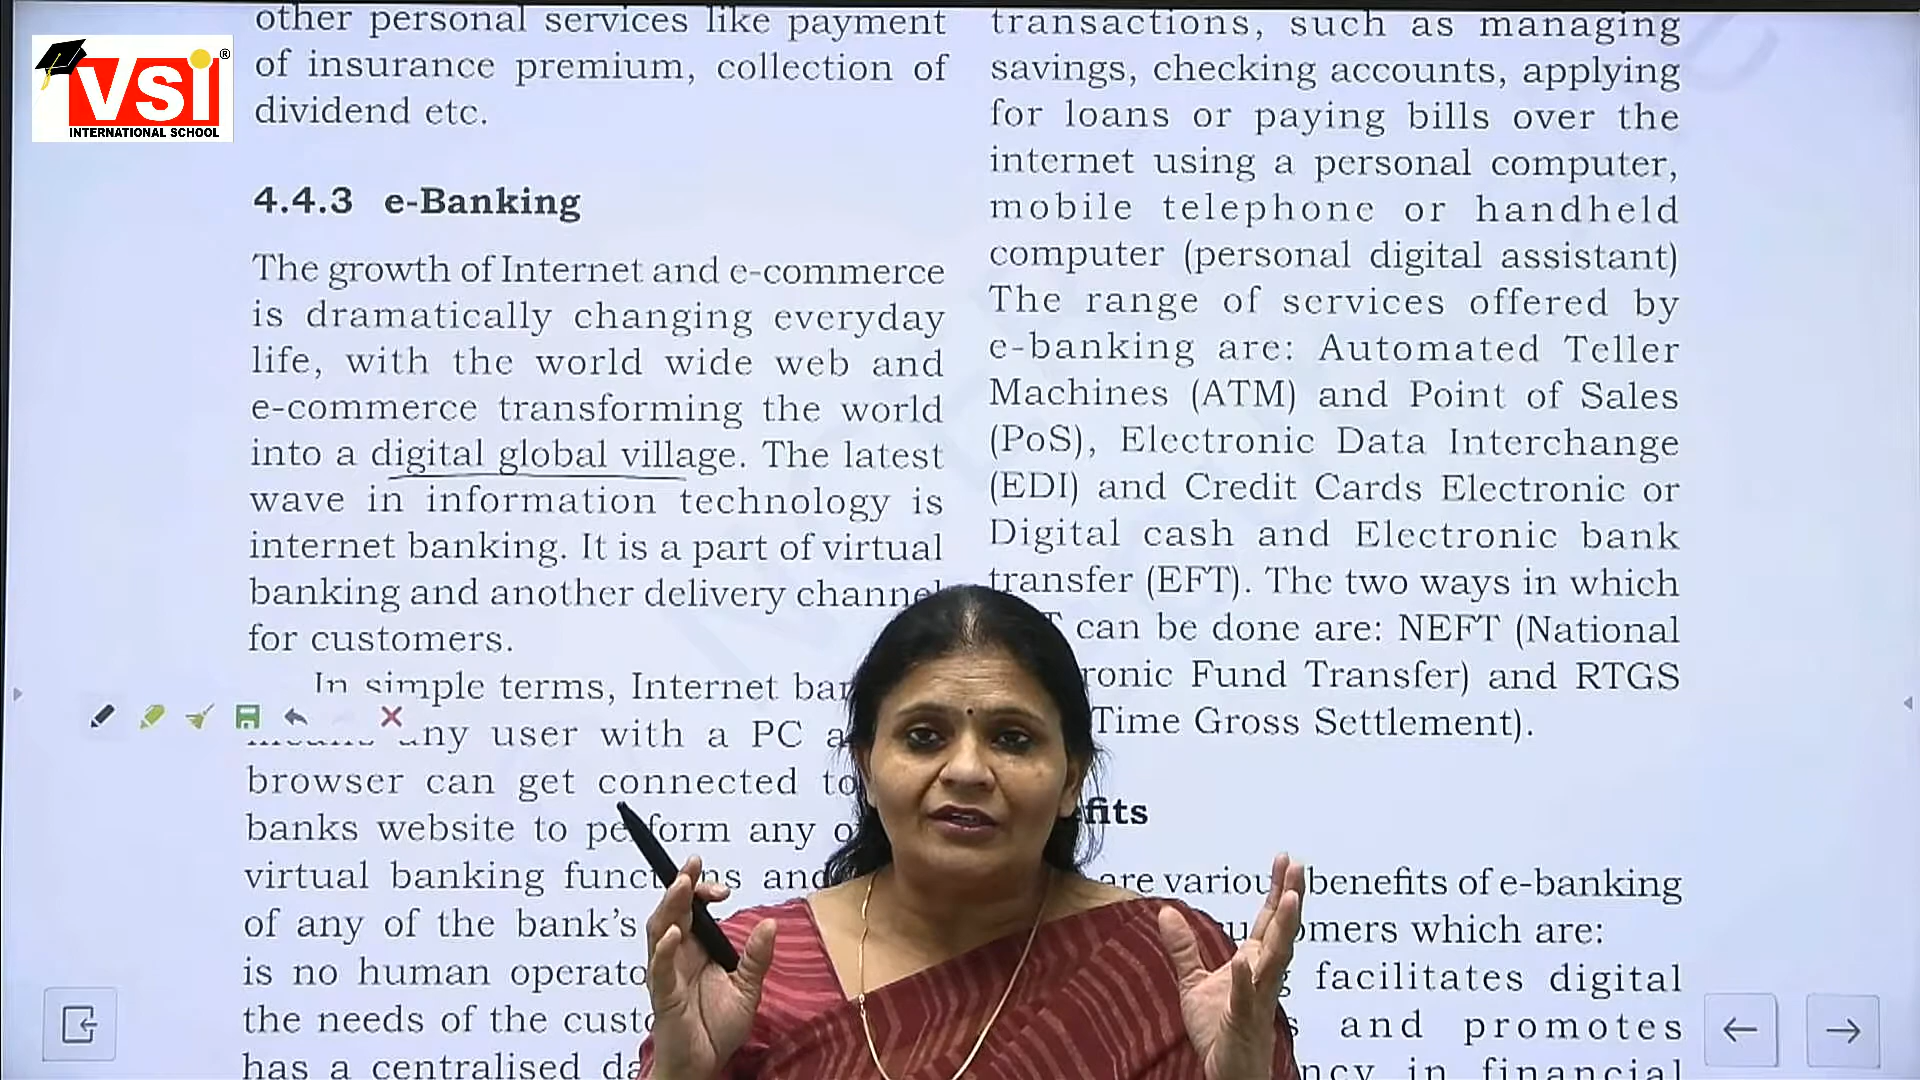 VSI
®
INTERNATIONAL SCHOOL
other personal services like payment
of insurance premium, collection of
dividend etc.
4.4.3 e-Banking
The growth of Internet and e-commerce
is dramatically changing everyday
life, with the world wide web and
e-commerce transforming the world
into a digital global village. The latest
wave in information technology is
internet banking. It is a part of virtual
banking and another delivery channel
for customers.
In simple terms, Internet
any user with a PC
browser can get connected to
banks website to perform any
virtual banking functions and
of any of the bank's
is no human
the needs of the
has a centralised
transactions, such as managing
savings, checking accounts, applying
for loans or paying bills over the
internet using a personal computer,
mobile telephone or handheld
computer (personal digital assistant)
The range of services offered by
e-banking are: Automated Teller
Machines (ATM) and Point of Sales
(PoS), Electronic Data Interchange
(EDI) and Credit Cards Electronic or
Digital cash and Electronic bank
transfer (EFT). The two ways in which
can be done are: NEFT (National
Fund Transfer) and RTGS
Time Gross Settlement).
are various benefits of e-banking
which are:
facilitates digital
and promotes
in financial